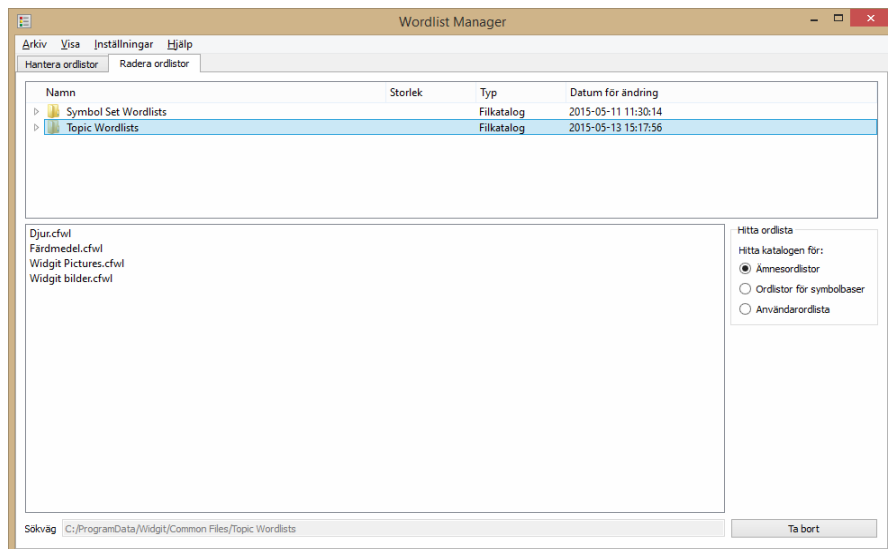 Wordlist Manager
Arkiv Visa Inställningar Hjälp
Hantera ordlistor Radera ordlistor
Namn Storlek Typ Datum för ändring
Symbol Set Wordlists Filkatalog 2015-05-11 11:30:14
Topic Wordlists Filkatalog 2015-05-13 15:17:56
Djur.cfwl
Färdmedel.cfwl
Widgit Pictures.cfwl
Widgit bilder.cfwl
Hitta ordlista
Hitta katalogen för:
Ämnesordlistor
Ordlistor för symbolbaser
Användarordlista
Sökväg C:/ProgramData/Widgit/Common Files/Topic Wordlists
Ta bort